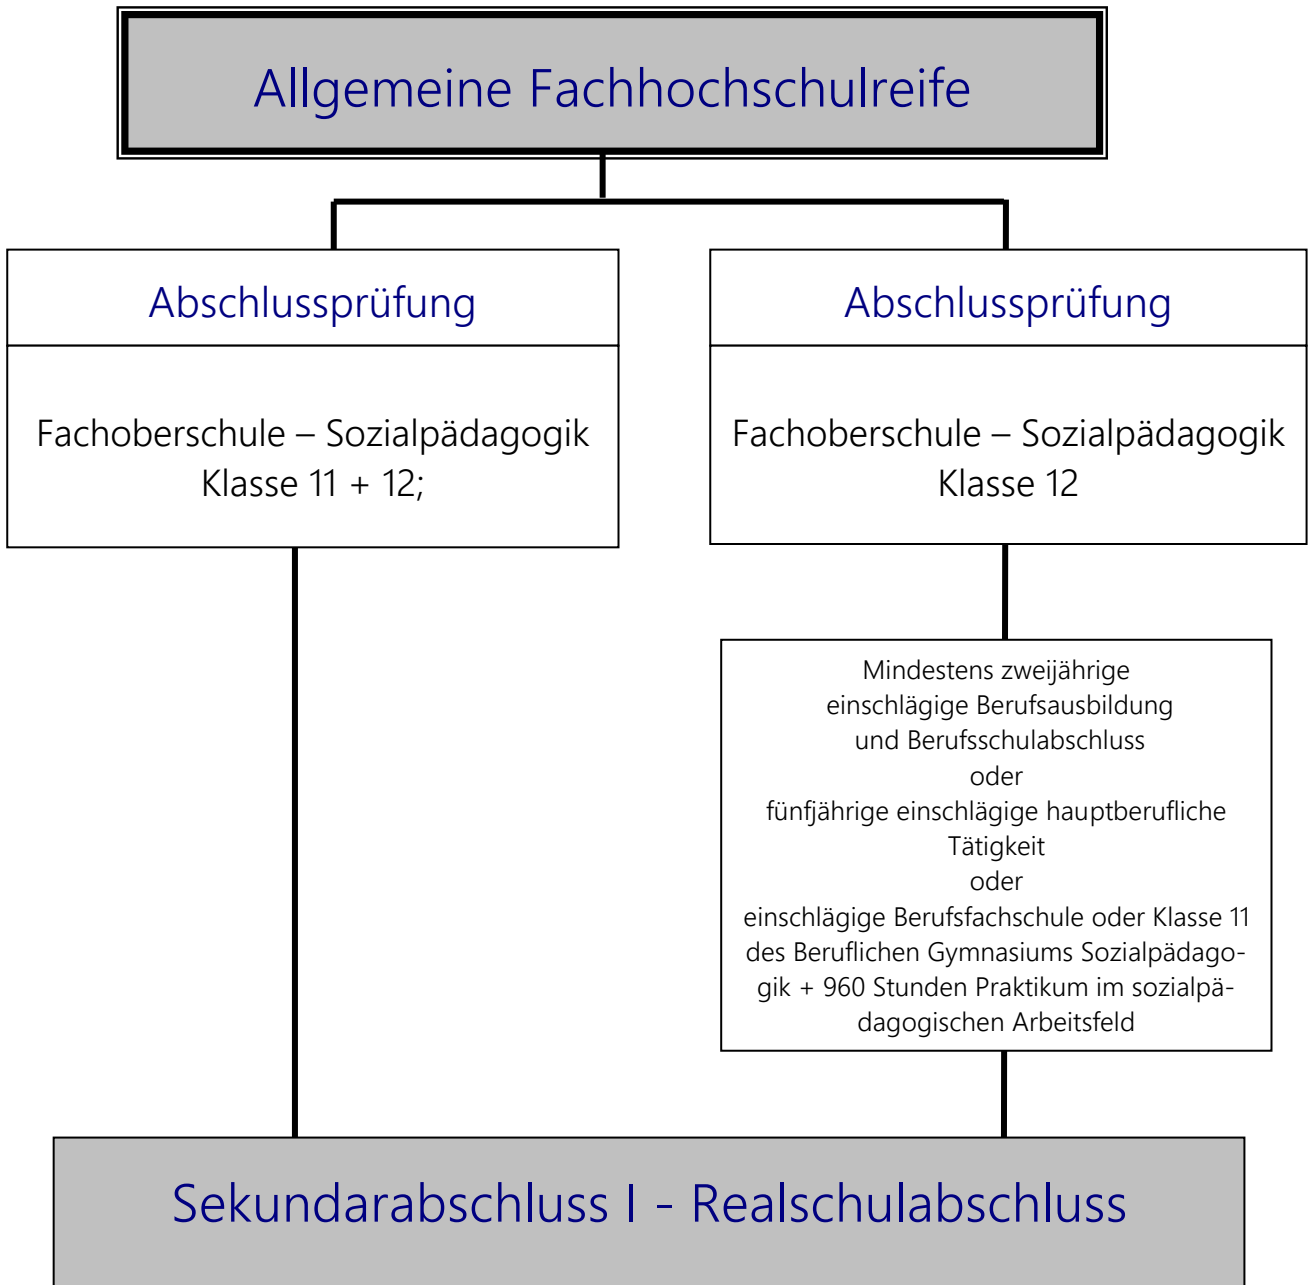 Allgemeine Fachhochschulreife
Abschlussprüfung
Fachoberschule – Sozialpädagogik
Klasse 11 + 12;
Abschlussprüfung
Fachoberschule – Sozialpädagogik
Klasse 12
Mindestens zweijährige
einschlägige Berufsausbildung
und Berufsschulabschluss
oder
fünfjährige einschlägige hauptberufliche
Tätigkeit
oder
einschlägige Berufsfachschule oder Klasse 11
des Beruflichen Gymnasiums Sozialpädago-
gik + 960 Stunden Praktikum im sozialpä-
dagogischen Arbeitsfeld
Sekundarabschluss I - Realschulabschluss